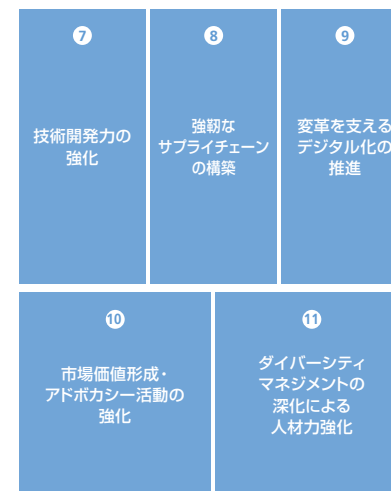 7
技術開発力の
強化
8
強靭な
サプライチェーン
の構築
9
変革を支える
デジタル化の
推進
10
市場価値形成・
アドボカシー活動の
強化
11
ダイバーシティ
マネジメントの
深化による
人材力強化